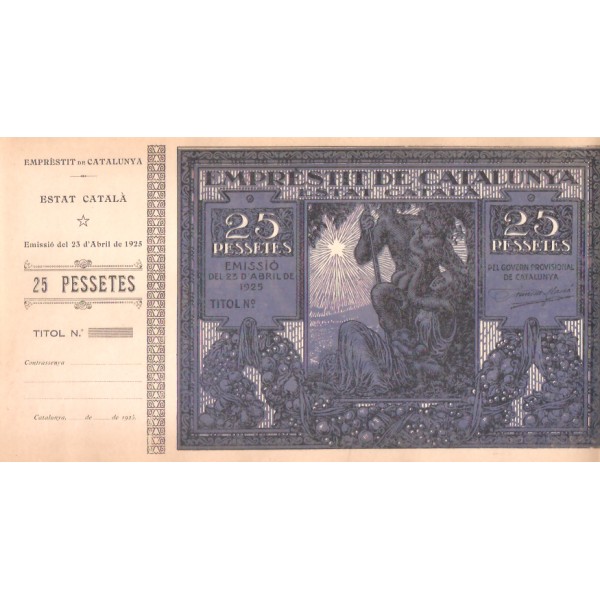 EMPRÈSTIT DE CATALUNYA
ESTAT CATALÀ
Emissió del 23 d'Abril de 1925
25 PESSETES
TITOL N.º
Contrassenya
Catalunya, de de 192
EMPRÈSTIT DE CATALUNYA
ESTAT CATALÀ
25
PESSETES
EMISSIÓ
DEL 23 D'ABRIL DE
1925
TITOL Nº
25
PESSETES
PEL GOVERN PROVISIONAL
DE CATALUNYA